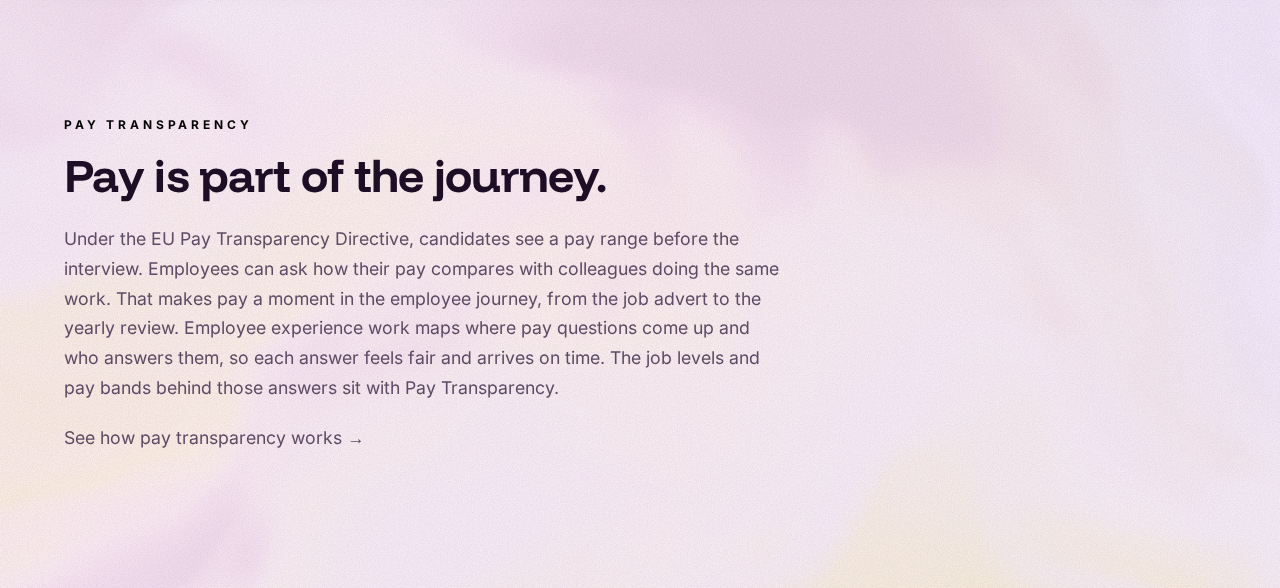 PAY TRANSPARENCY
Pay is part of the journey.
Under the EU Pay Transparency Directive, candidates see a pay range before the
interview. Employees can ask how their pay compares with colleagues doing the same
work. That makes pay a moment in the employee journey, from the job advert to the
yearly review. Employee experience work maps where pay questions come up and
who answers them, so each answer feels fair and arrives on time. The job levels and
pay bands behind those answers sit with Pay Transparency.
See how pay transparency works →